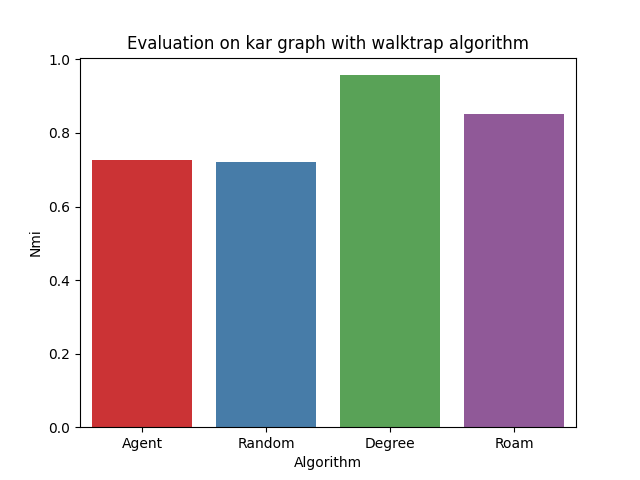 Evaluation on kar graph with walktrap algorithm
1.0
0.8
0.6
0.4
0.2
0.0
Nmi
Agent
Random
Degree
Roam
Algorithm